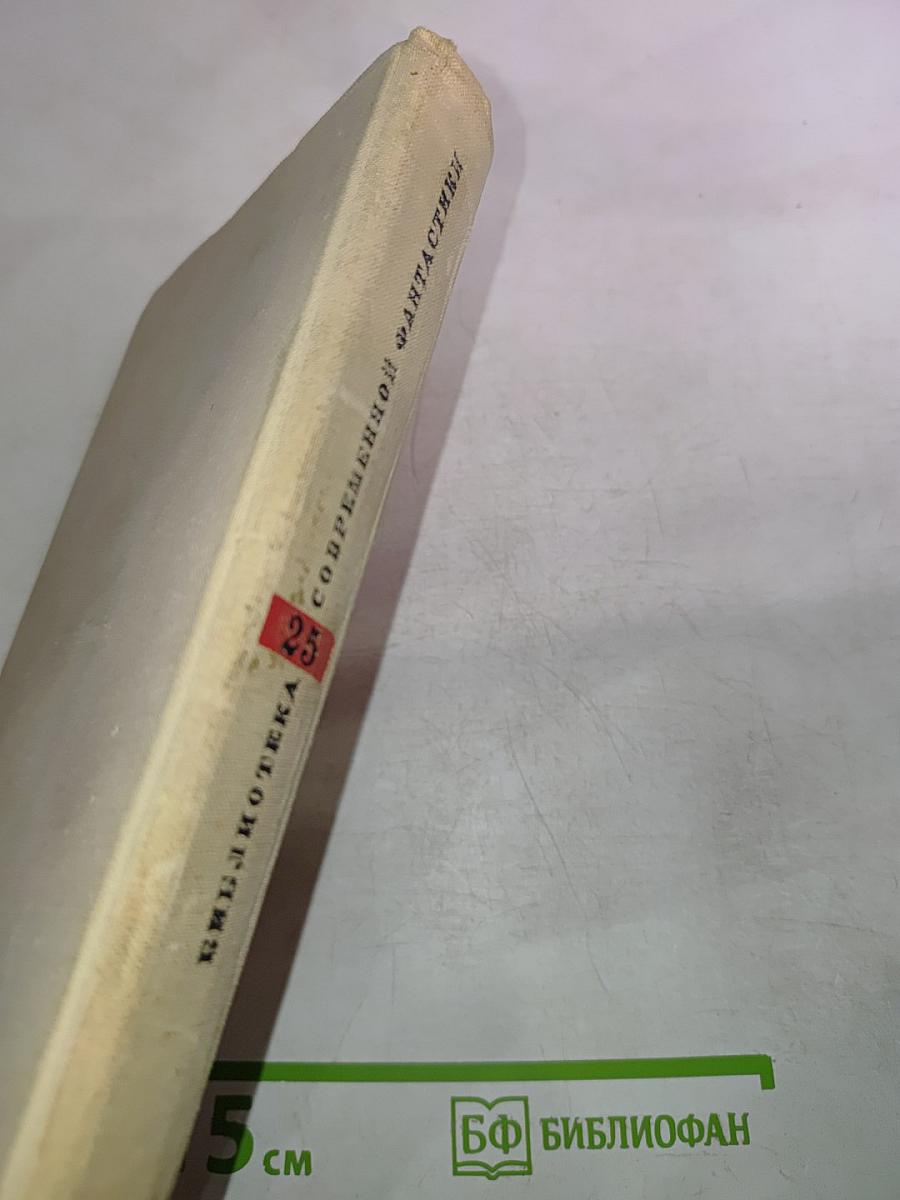 БИБЛИОТЕКА 25 СОВРЕМЕННОЙ ФАНТАСТИКИ
5 см
БФ БИБЛИОФАН